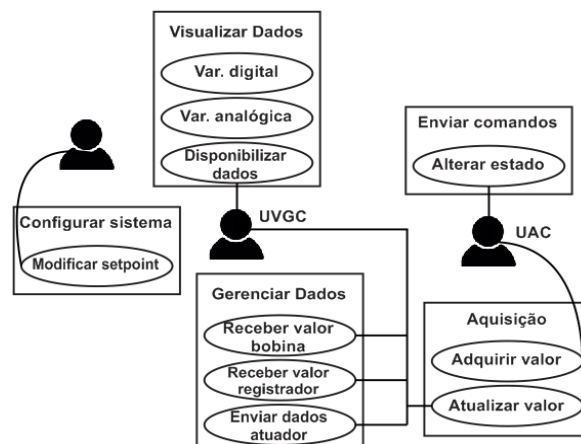 Visualizar Dados
Var. digital
Var. analógica
Disponibilizar
dados
Enviar comandos
Alterar estado
Configurar sistema
Modificar setpoint
UVGC
UAC
Gerenciar Dados
Receber valor
bobina
Receber valor
registrador
Enviar dados
atuador
Aquisição
Adquirir valor
Atualizar valor